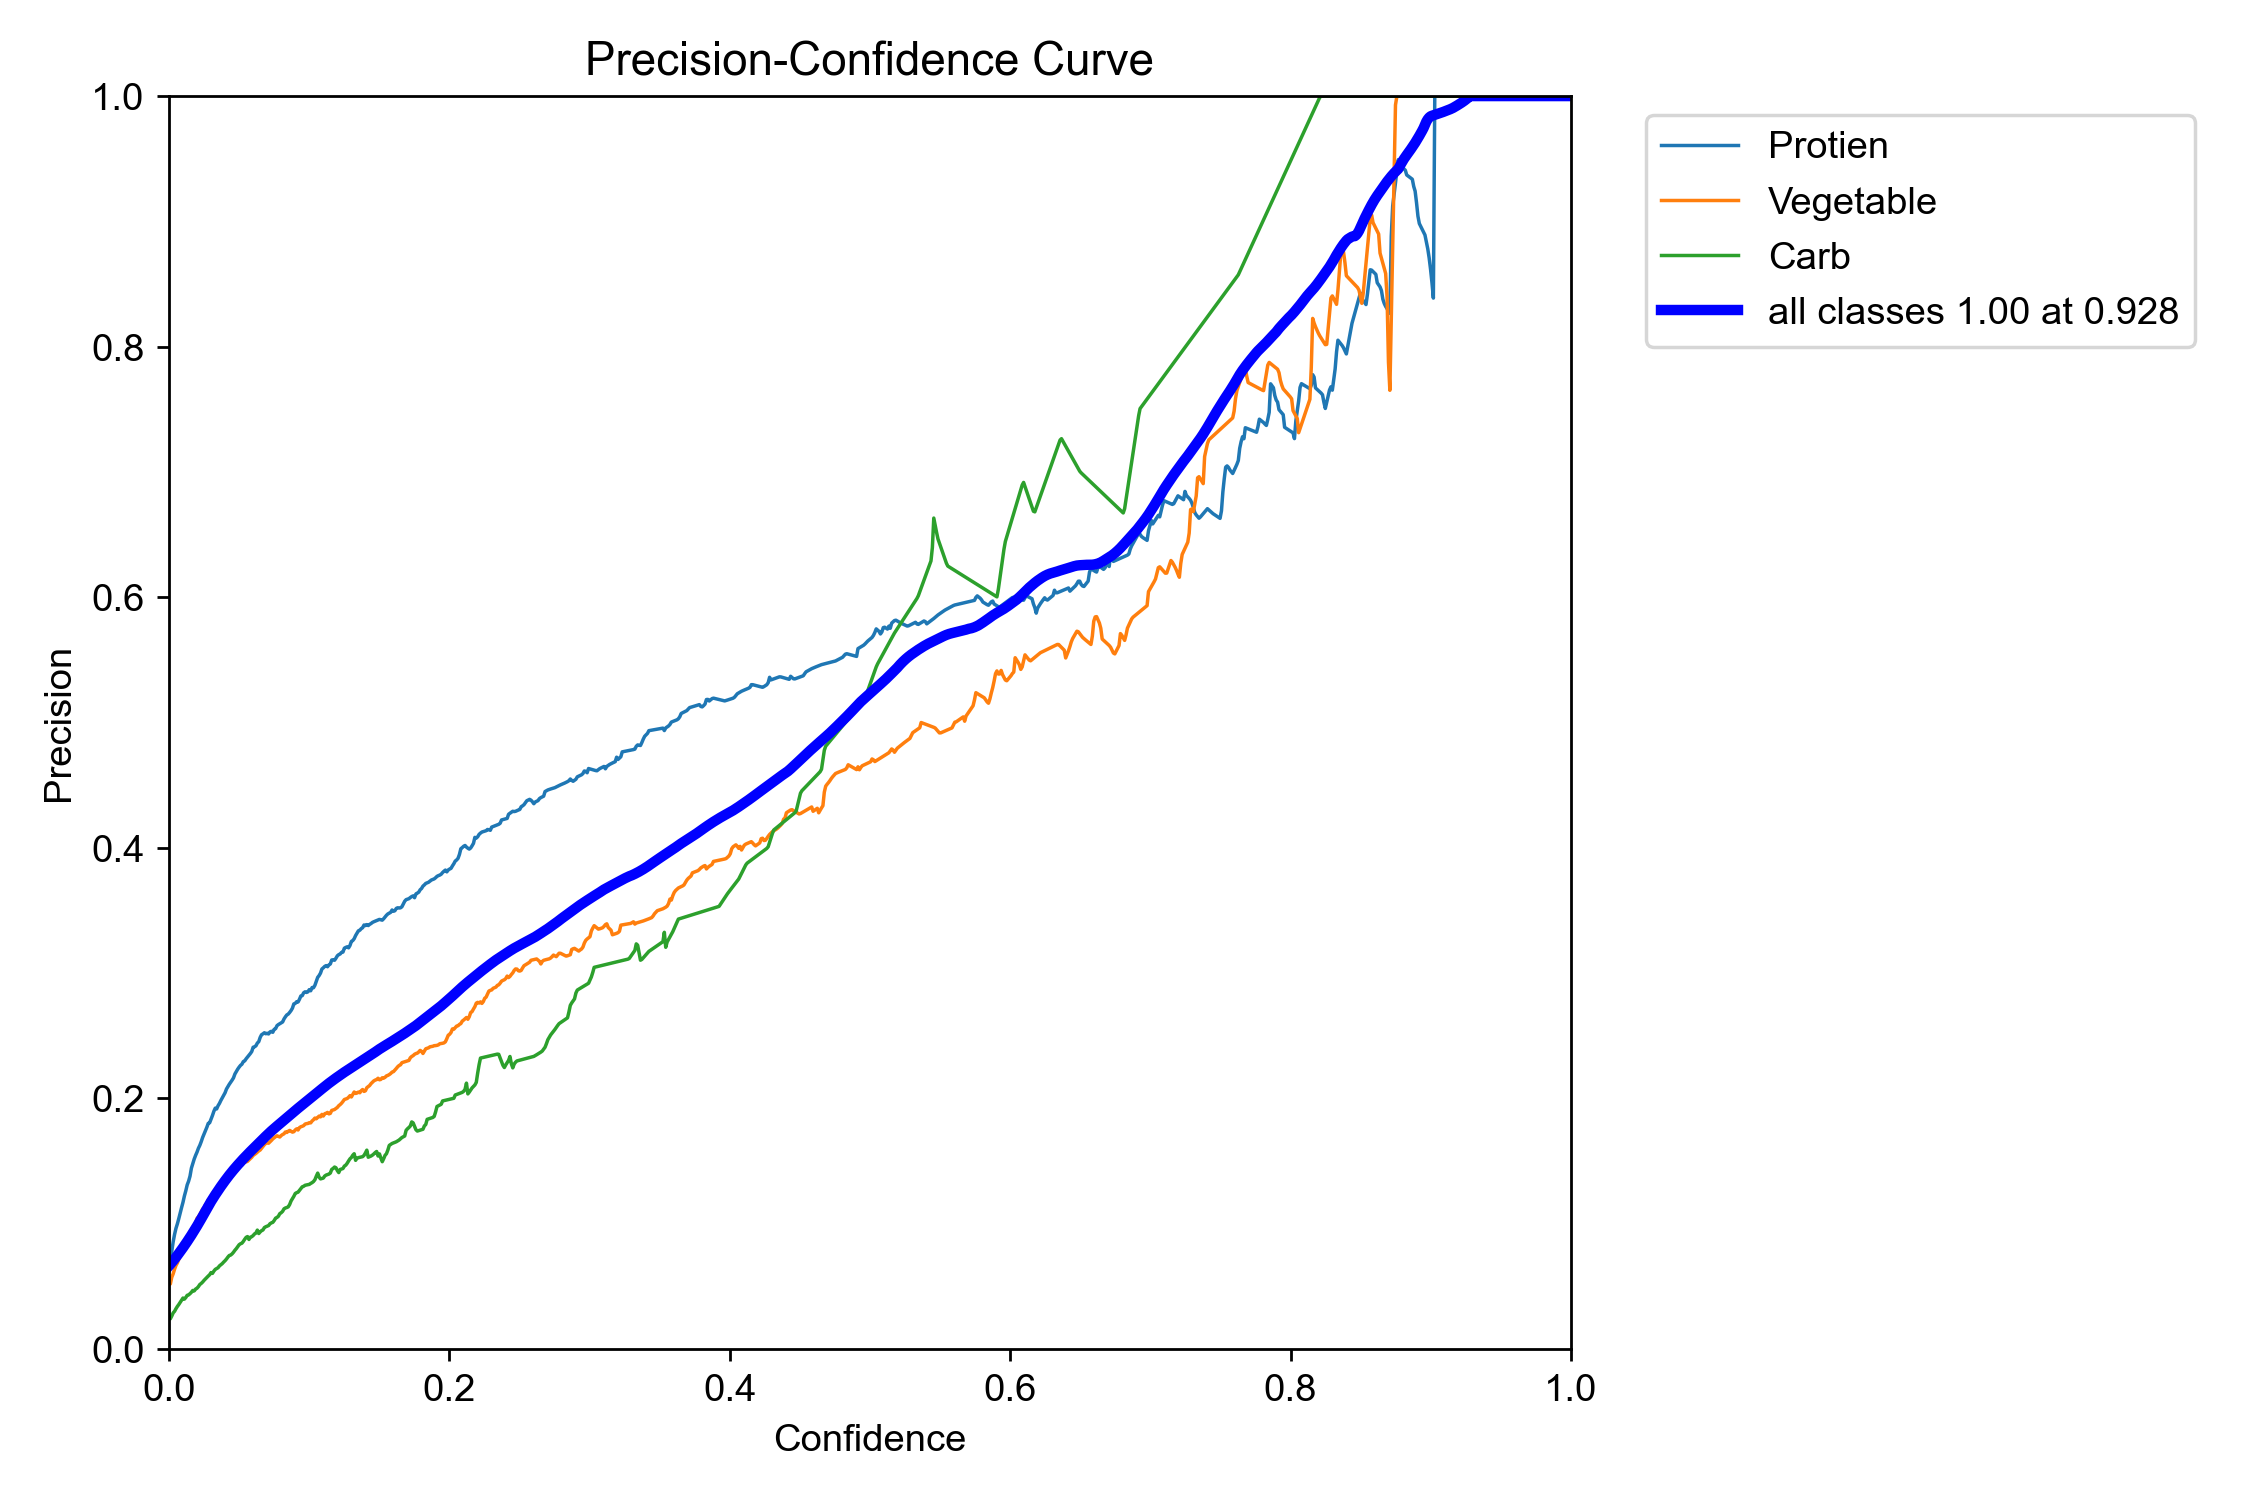 Precision-Confidence Curve
1.0
0.8
0.6
0.4
0.2
0.0
Precision
0.0 0.2 0.4 0.6 0.8 1.0
Confidence
Protien
Vegetable
Carb
all classes 1.00 at 0.928